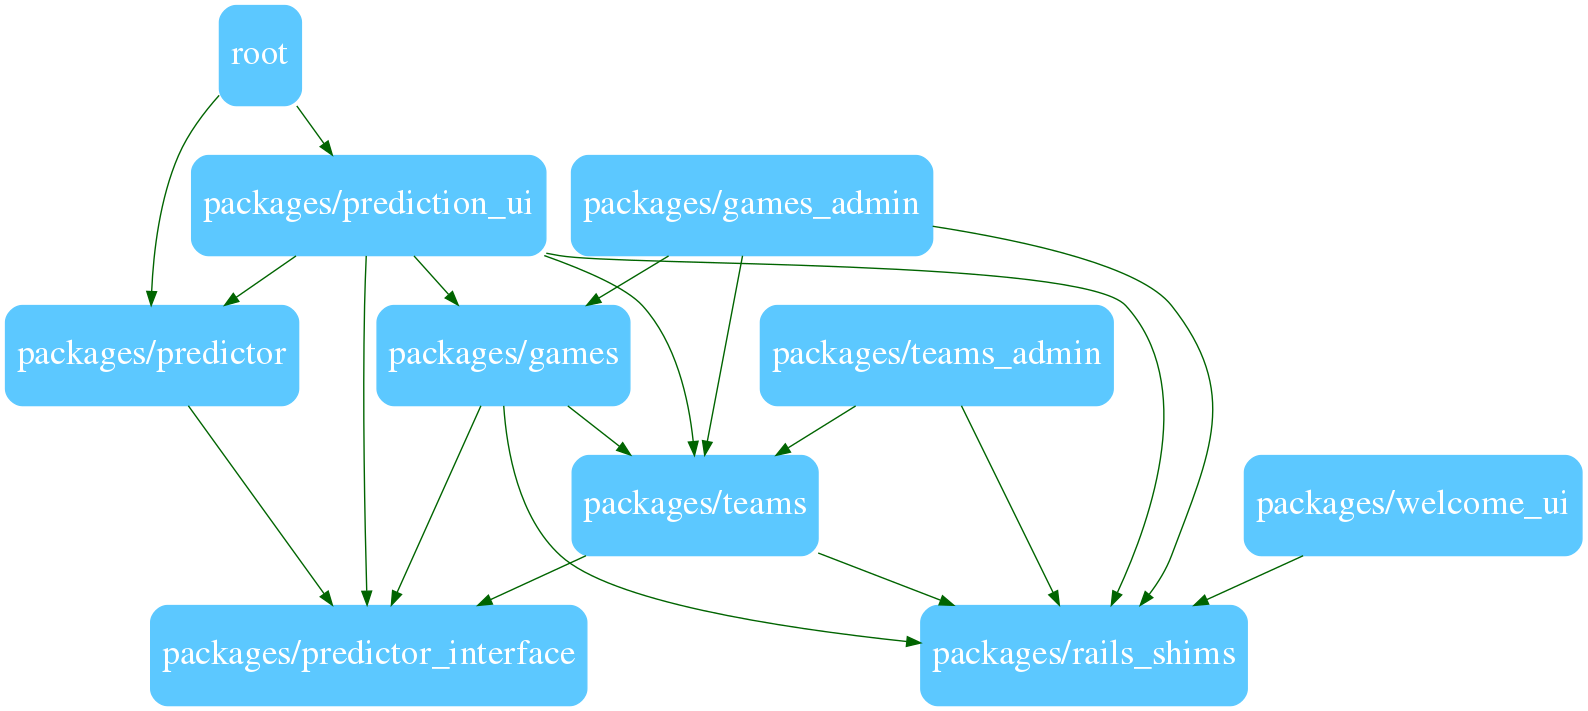 root
packages/prediction_ui
packages/games_admin
packages/predictor
packages/games
packages/teams_admin
packages/teams
packages/welcome_ui
packages/predictor_interface
packages/rails_shims